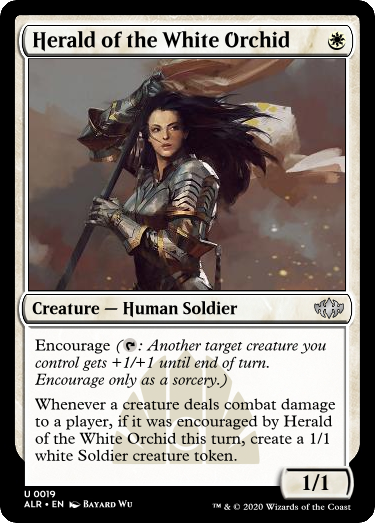 Herald of the White Orchid
Creature — Human Soldier
Encourage (: Another target creature you
control gets +1/+1 until end of turn.
Encourage only as a sorcery.)
Whenever a creature deals combat damage
to a player, if it was encouraged by Herald
of the White Orchid this turn, create a 1/1
white Soldier creature token.
1/1
U 0019
ALR • EN Bayard Wu
™ & © 2020 Wizards of the Coast